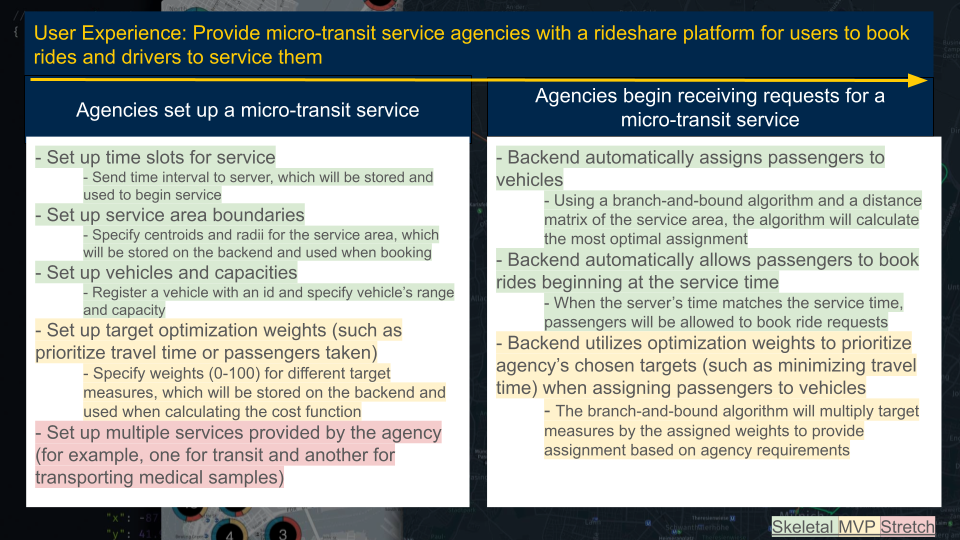 User Experience: Provide micro-transit service agencies with a rideshare platform for users to book
rides and drivers to service them
Agencies set up a micro-transit service
- Set up time slots for service
- Send time interval to server, which will be stored and
used to begin service
- Set up service area boundaries
- Specify centroids and radii for the service area, which
will be stored on the backend and used when booking
- Set up vehicles and capacities
- Register a vehicle with an id and specify vehicle's range
and capacity
- Set up target optimization weights (such as
prioritize travel time or passengers taken)
- Specify weights (0-100) for different target
measures, which will be stored on the backend and
used when calculating the cost function
- Set up multiple services provided by the agency
(for example, one for transit and another for
transporting medical samples)
Agencies begin receiving requests for a
micro-transit service
- Backend automatically assigns passengers to
vehicles
- Using a branch-and-bound algorithm and a distance
matrix of the service area, the algorithm will calculate
the most optimal assignment
- Backend automatically allows passengers to book
rides beginning at the service time
- When the server's time matches the service time,
passengers will be allowed to book ride requests
- Backend utilizes optimization weights to prioritize
agency's chosen targets (such as minimizing travel
time) when assigning passengers to vehicles
- The branch-and-bound algorithm will multiply target
measures by the assigned weights to provide
assignment based on agency requirements
"x":
"y":
4
3
Skeletal MVP Stretch